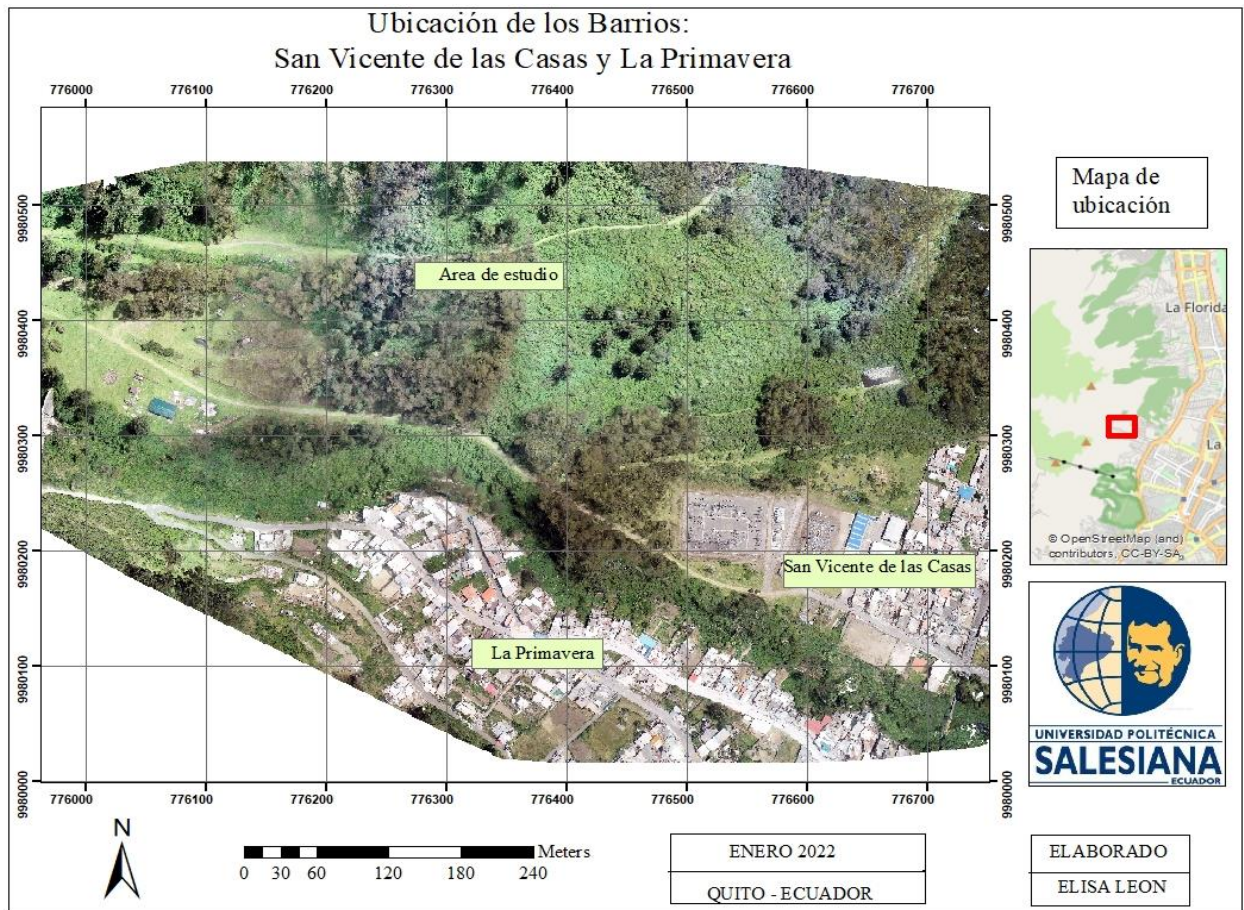 Ubicación de los Barrios:
San Vicente de las Casas y La Primavera
776000 776100 776200 776300 776400 776500 776600 776700
9980500
9980400
9980300
9980200
9980100
9980000
Area de estudio
San Vicente de las Casas
La Primavera
9980500
9980400
9980300
9980200
9980100
9980000
776000 776100 776200 776300 776400 776500 776600 776700
Mapa de
ubicación
La Florida
La
© OpenStreetMap (and)
contributors, CC-BY-SA,
UNIVERSIDAD POLITÉCNICA
SALESIANA
ECUADOR
N
Meters
0 30 60 120 180 240
ENERO 2022
QUITO - ECUADOR
ELABORADO
ELISA LEON